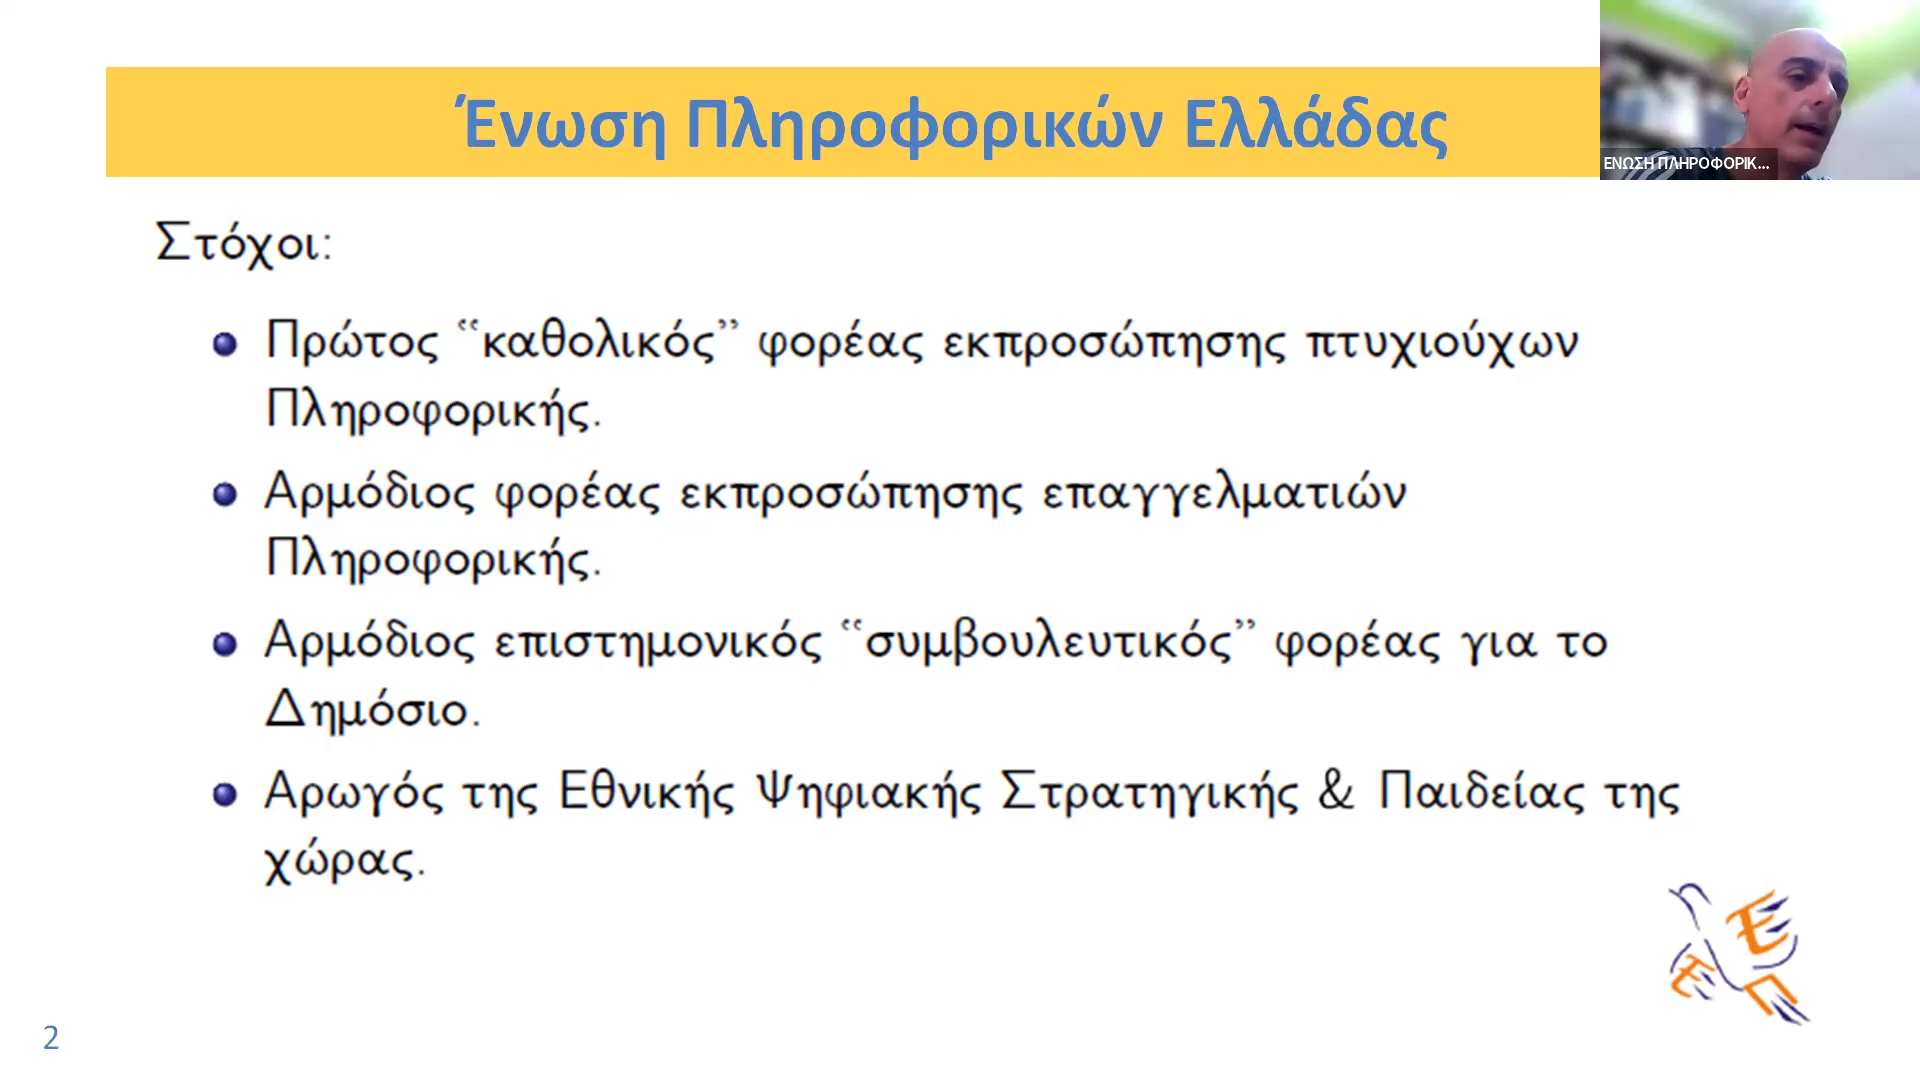 Ένωση Πληροφορικών Ελλάδας
ΕΝΩΣΗ ΠΛΗΡΟΦΟΡΙΚ...
Στόχοι:
Πρώτος “καθολικός” φορέας εκπροσώπησης πτυχιούχων
Πληροφορικής.
Αρμόδιος φορέας εκπροσώπησης επαγγελματιών
Πληροφορικής.
Αρμόδιος επιστημονικός “συμβουλευτικός” φορέας για το
Δημόσιο.
Αρωγός της Εθνικής Ψηφιακής Στρατηγικής & Παιδείας της
χώρας.
Ε
Ε
Π
2